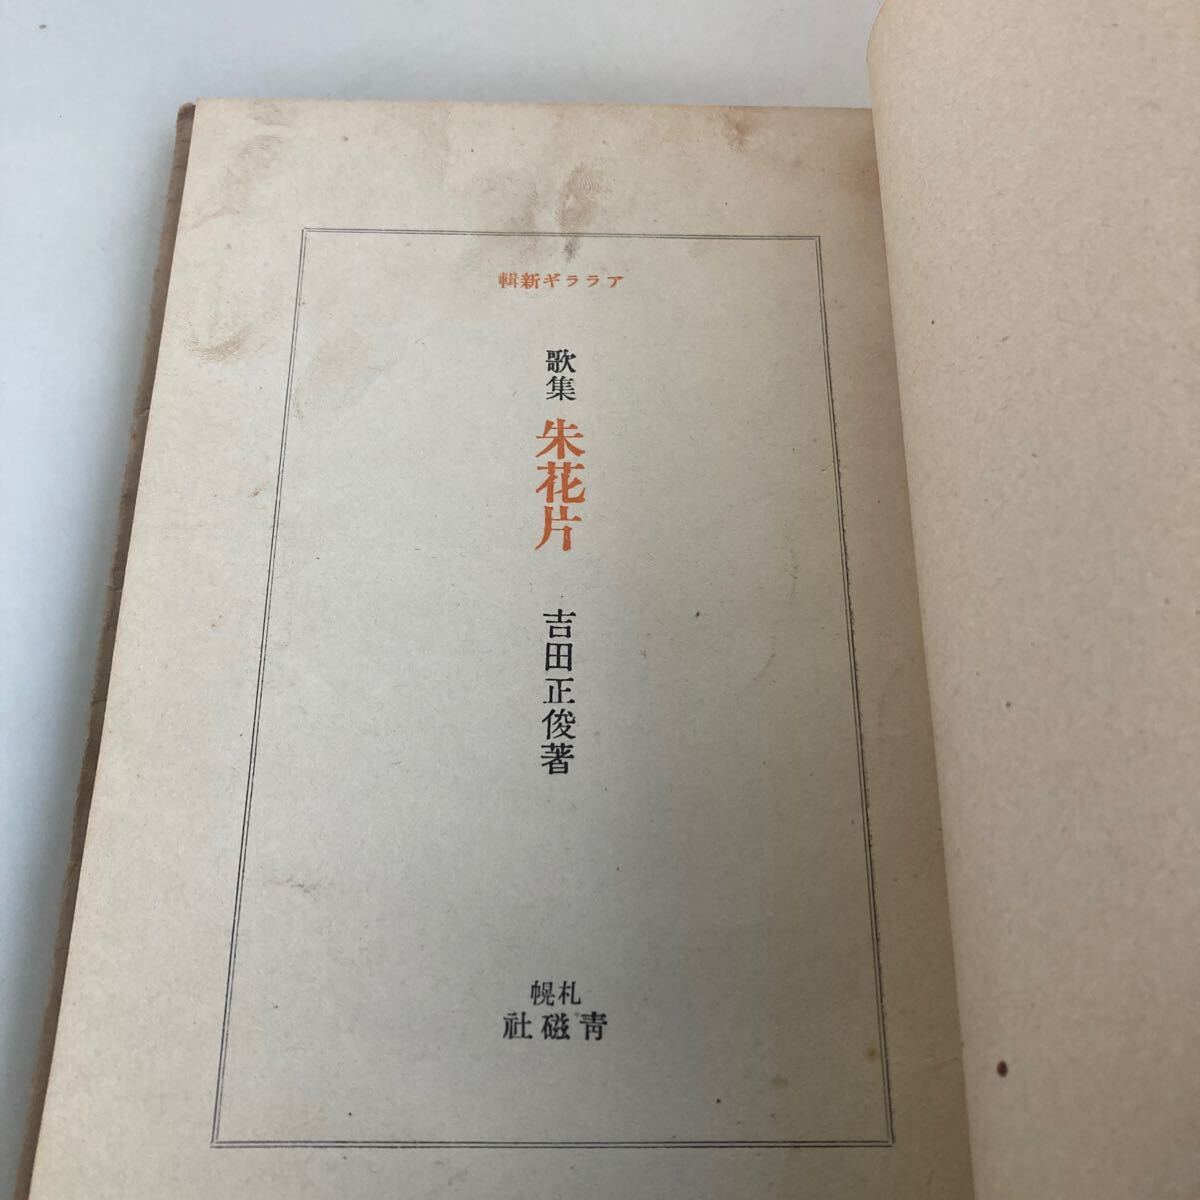 アララギ新輯
歌集 朱花片
吉田正俊著
札幌
青磁社